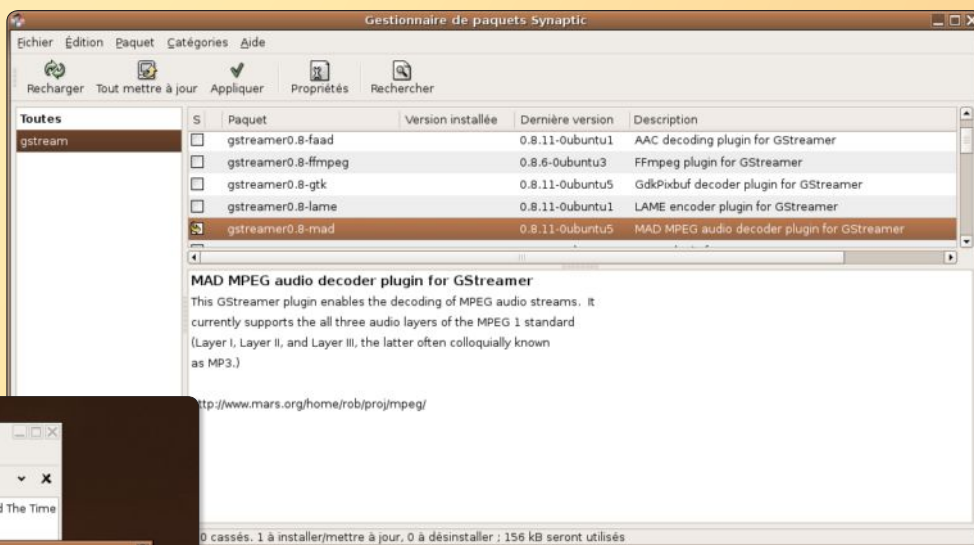 Gestionnaire de paquets Synaptic
Fichier Édition Paquet Catégories Aide
Recharger Tout mettre à jour Appliquer Propriétés Rechercher
Toutes
gstream
S Paquet Version installée Dernière version Description
gstreamer0.8-faad 0.8.11-0ubuntu1 AAC decoding plugin for GStreamer
gstreamer0.8-ffmpeg 0.8.6-0ubuntu3 FFmpeg plugin for GStreamer
gstreamer0.8-gtk 0.8.11-0ubuntu5 GdkPixbuf decoder plugin for GStreamer
gstreamer0.8-lame 0.8.11-0ubuntu1 LAME encoder plugin for GStreamer
gstreamer0.8-mad 0.8.11-0ubuntu5 MAD MPEG audio decoder plugin for GStreamer
MAD MPEG audio decoder plugin for GStreamer
This GStreamer plugin enables the decoding of MPEG audio streams. It
currently supports the all three audio layers of the MPEG 1 standard
(Layer I, Layer II, and Layer III, the latter often colloquially known
as MP3.)
ttp://www.mars.org/home/rob/proj/mpeg/
The Time
0 cassés. 1 à installer/mettre à jour, 0 à désinstaller ; 156 kB seront utilisés